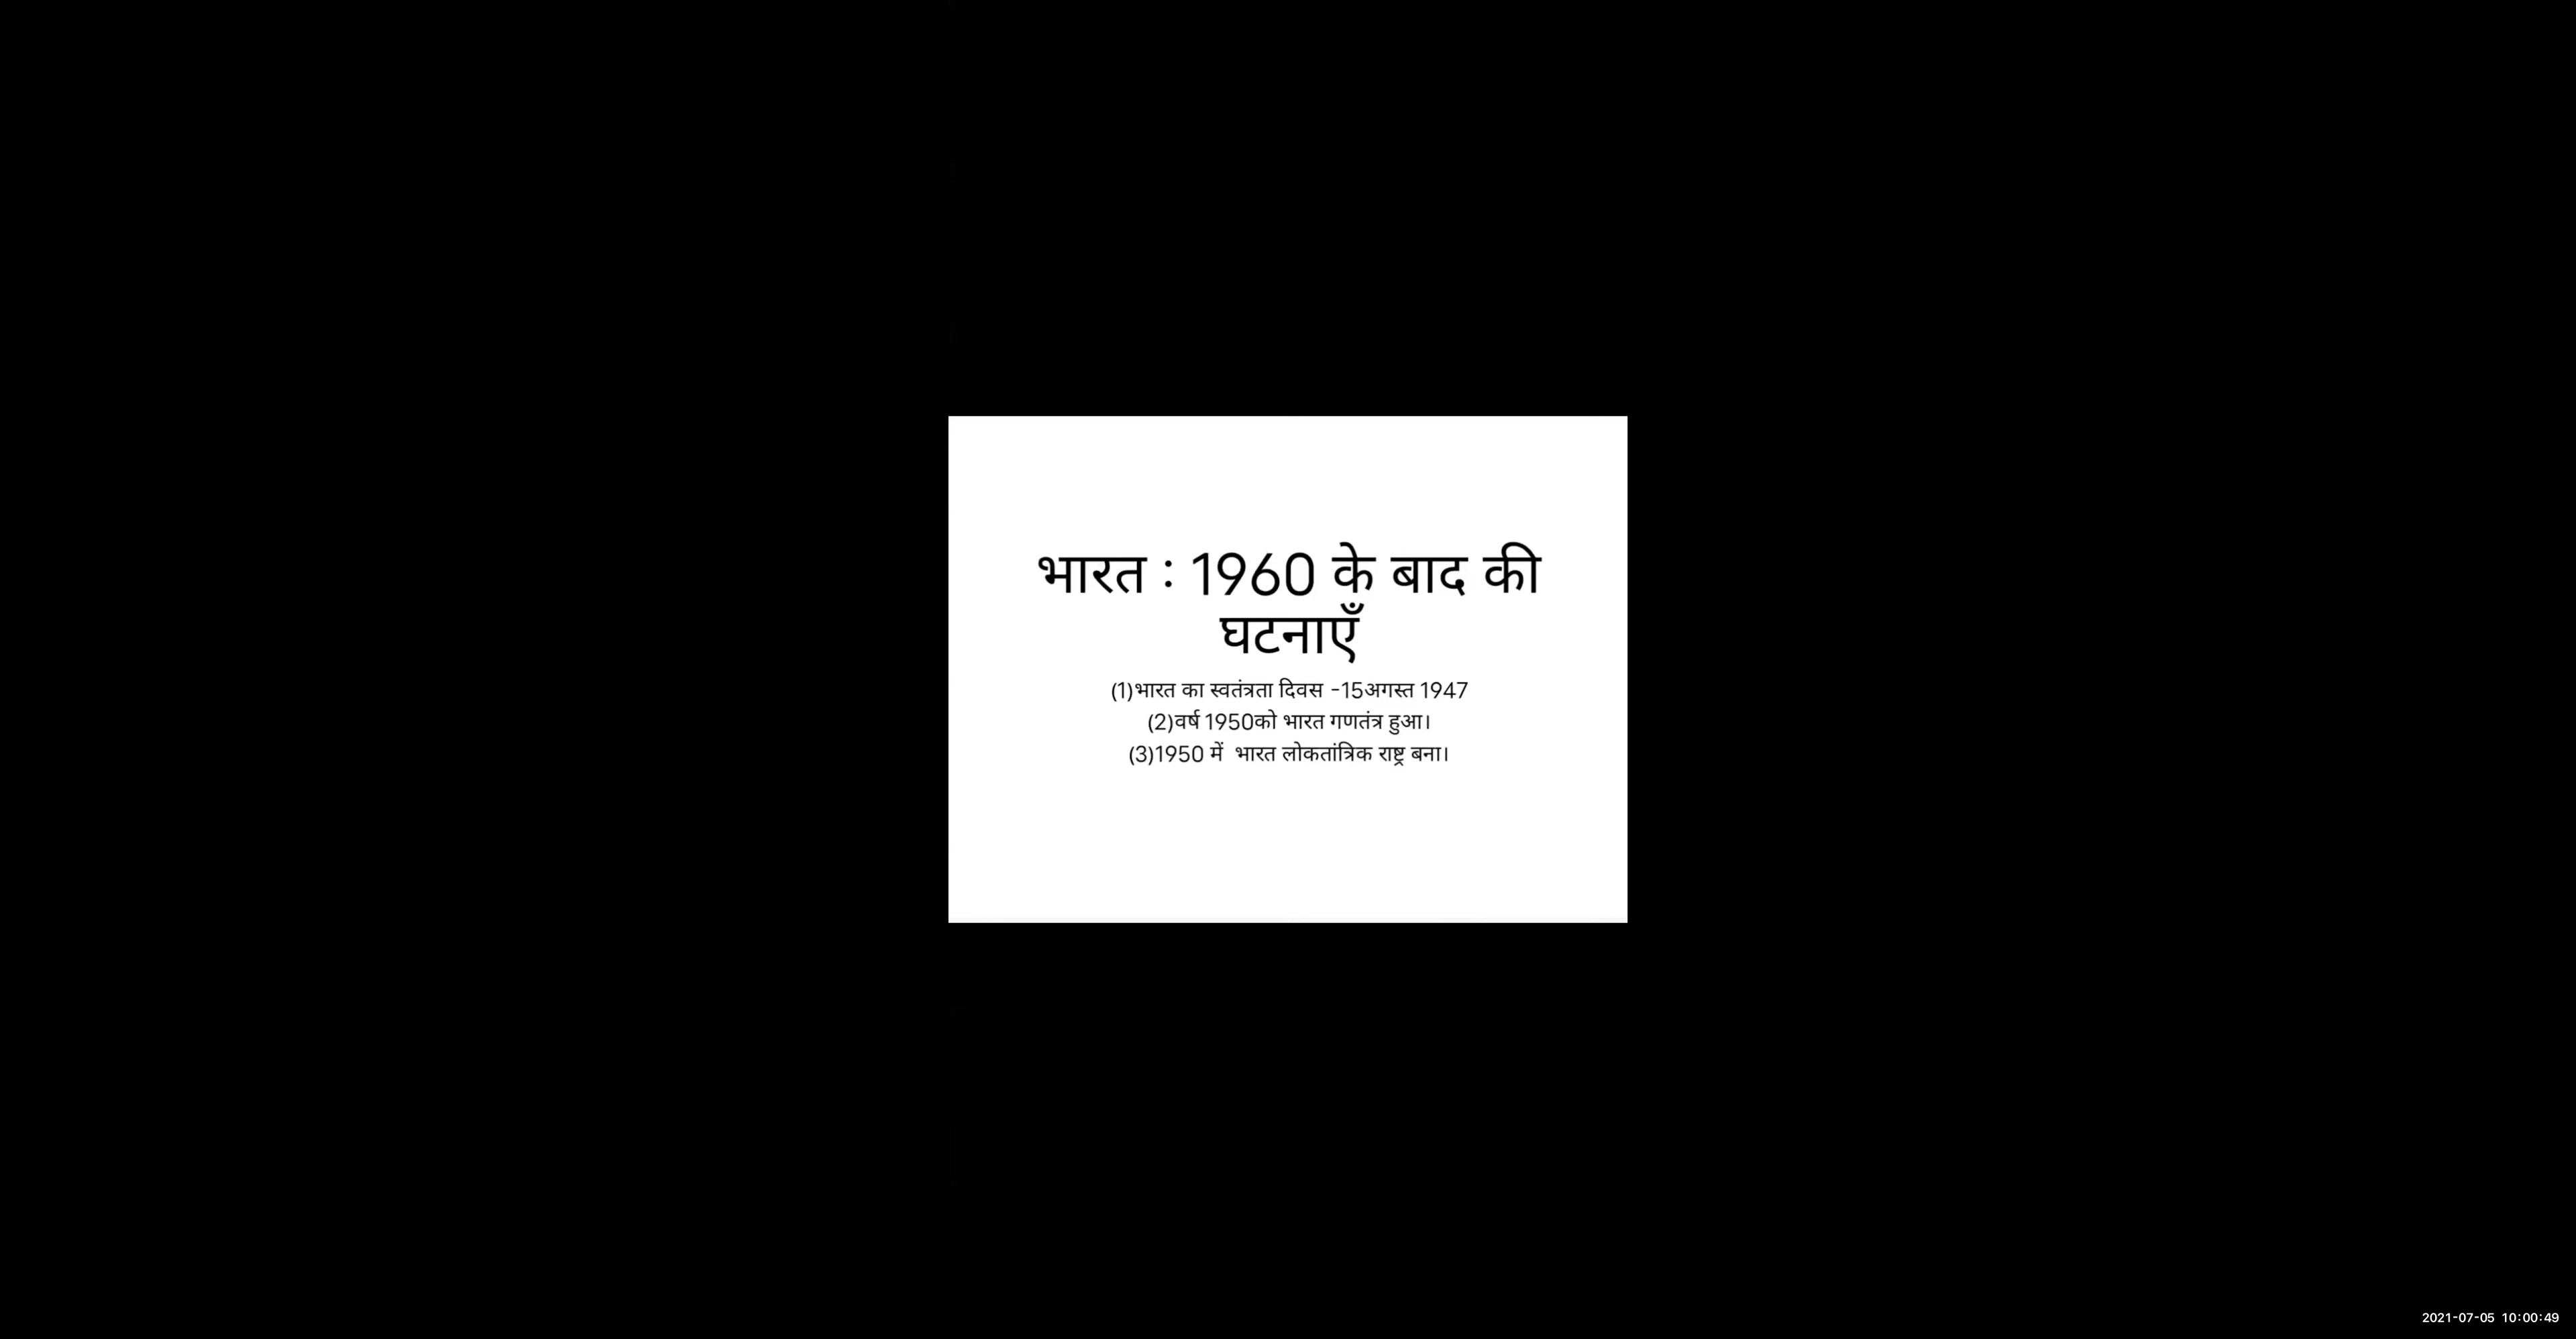 भारत : 1960 के बाद की
घटनाएँ
(1)भारत का स्वतंत्रता दिवस -15अगस्त 1947
(2)वर्ष 1950को भारत गणतंत्र हुआ।
(3)1950 में  भारत लोकतांत्रिक राष्ट्र बना।
2021-07-05 10:00:49